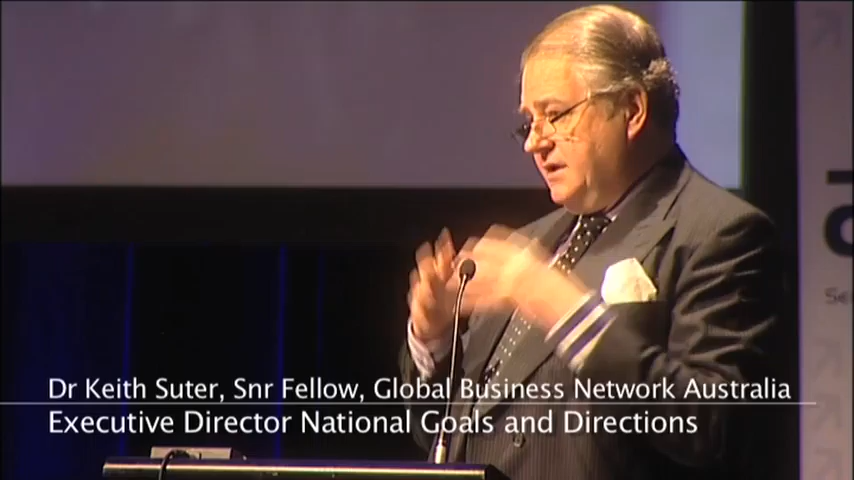 Dr Keith Suter, Snr Fellow, Global Business Network Australia
Executive Director National Goals and Directions